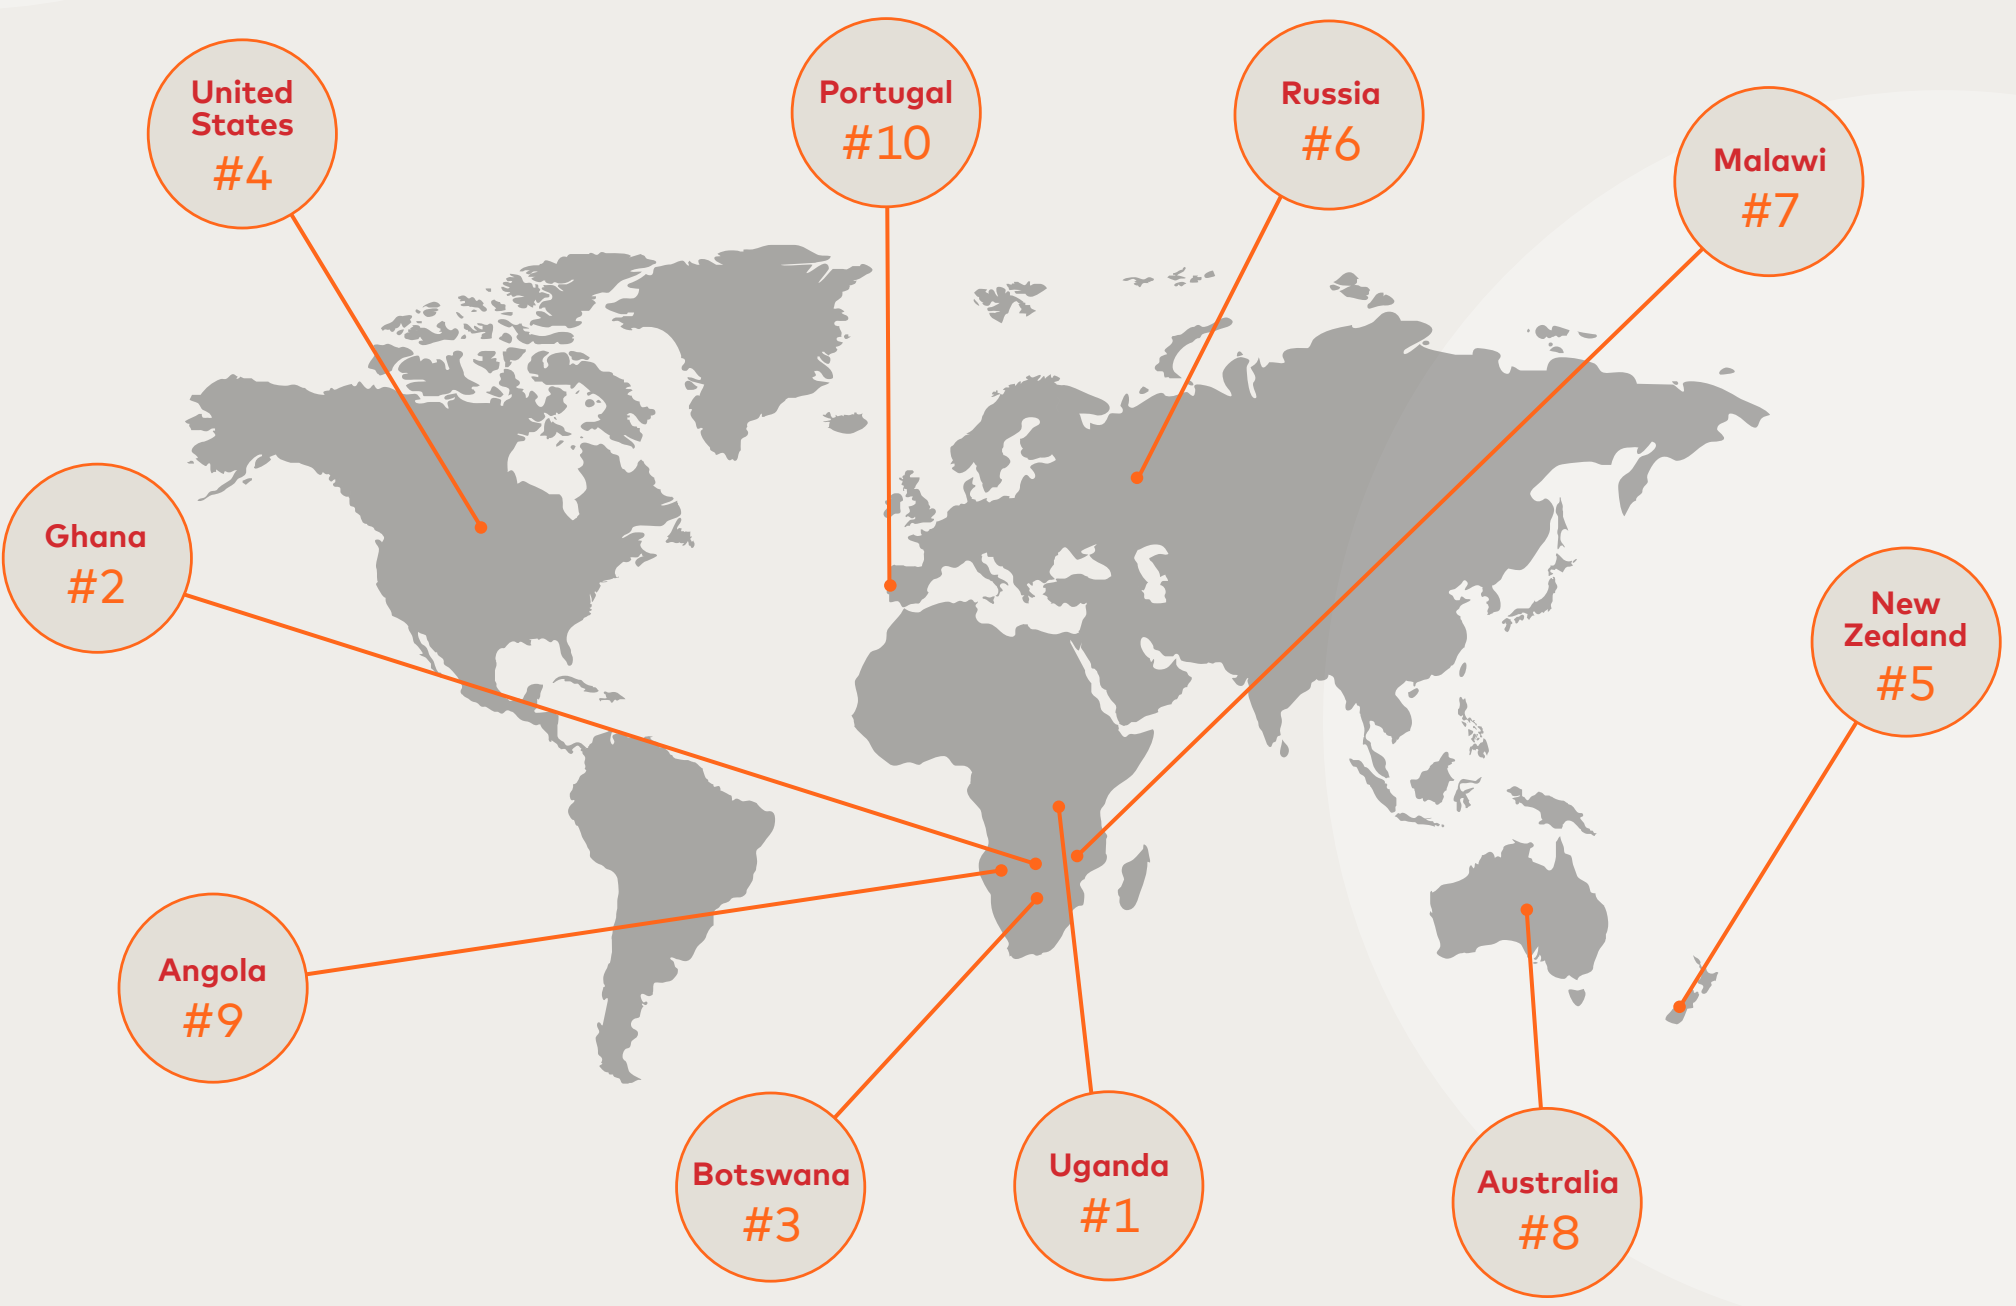 United
States
#4
Portugal
#10
Russia
#6
Malawi
#7
Ghana
#2
New
Zealand
#5
Angola
#9
Botswana
#3
Uganda
#1
Australia
#8